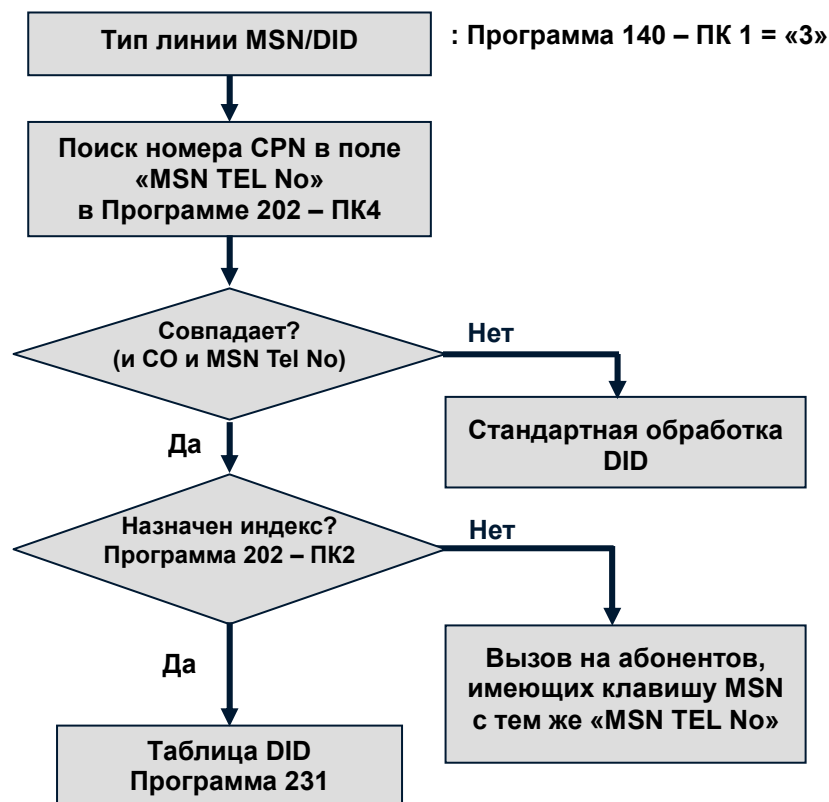 Тип линии MSN/DID
: Программа 140 – ПК 1 = «3»
Поиск номера CPN в поле
«MSN TEL No»
в Программе 202 – ПК4
Совпадает?
(и CO и MSN Tel No)
Нет
Стандартная обработка
DID
Да
Назначен индекс?
Программа 202 – ПК2
Нет
Вызов на абонентов,
имеющих клавишу MSN
с тем же «MSN TEL No»
Да
Таблица DID
Программа 231